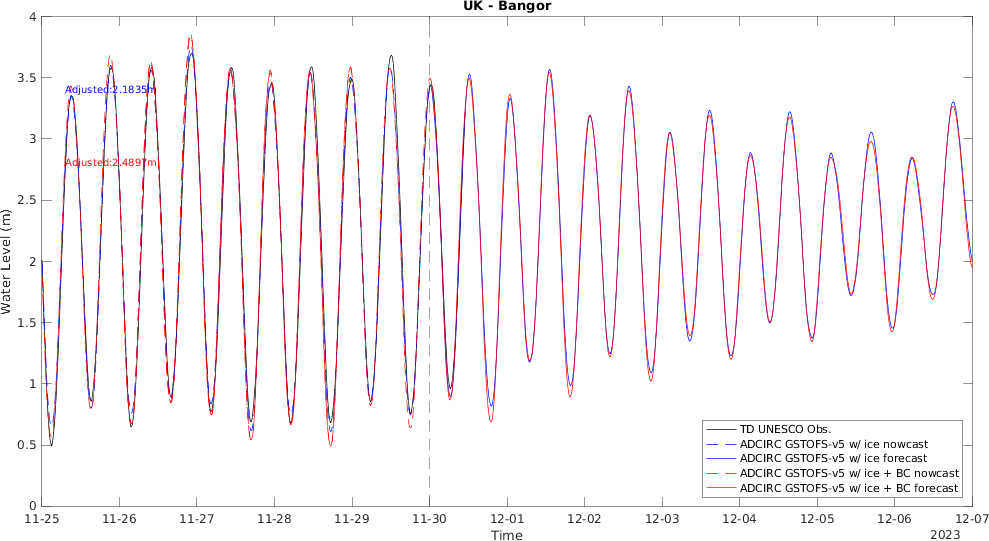 UK - Bangor
4
3.5
3
2.5
2
1.5
1
0.5
0
Water Level (m)
Adjusted:2.1835m
Adjusted:2.4897m
TD UNESCO Obs.
ADCIRC GSTOFS-v5 w/ ice nowcast
ADCIRC GSTOFS-v5 w/ ice forecast
ADCIRC GSTOFS-v5 w/ ice + BC nowcast
ADCIRC GSTOFS-v5 w/ ice + BC forecast
11-25 11-26 11-27 11-28 11-29 11-30 12-01 12-02 12-03 12-04 12-05 12-06 12-07
Time
2023